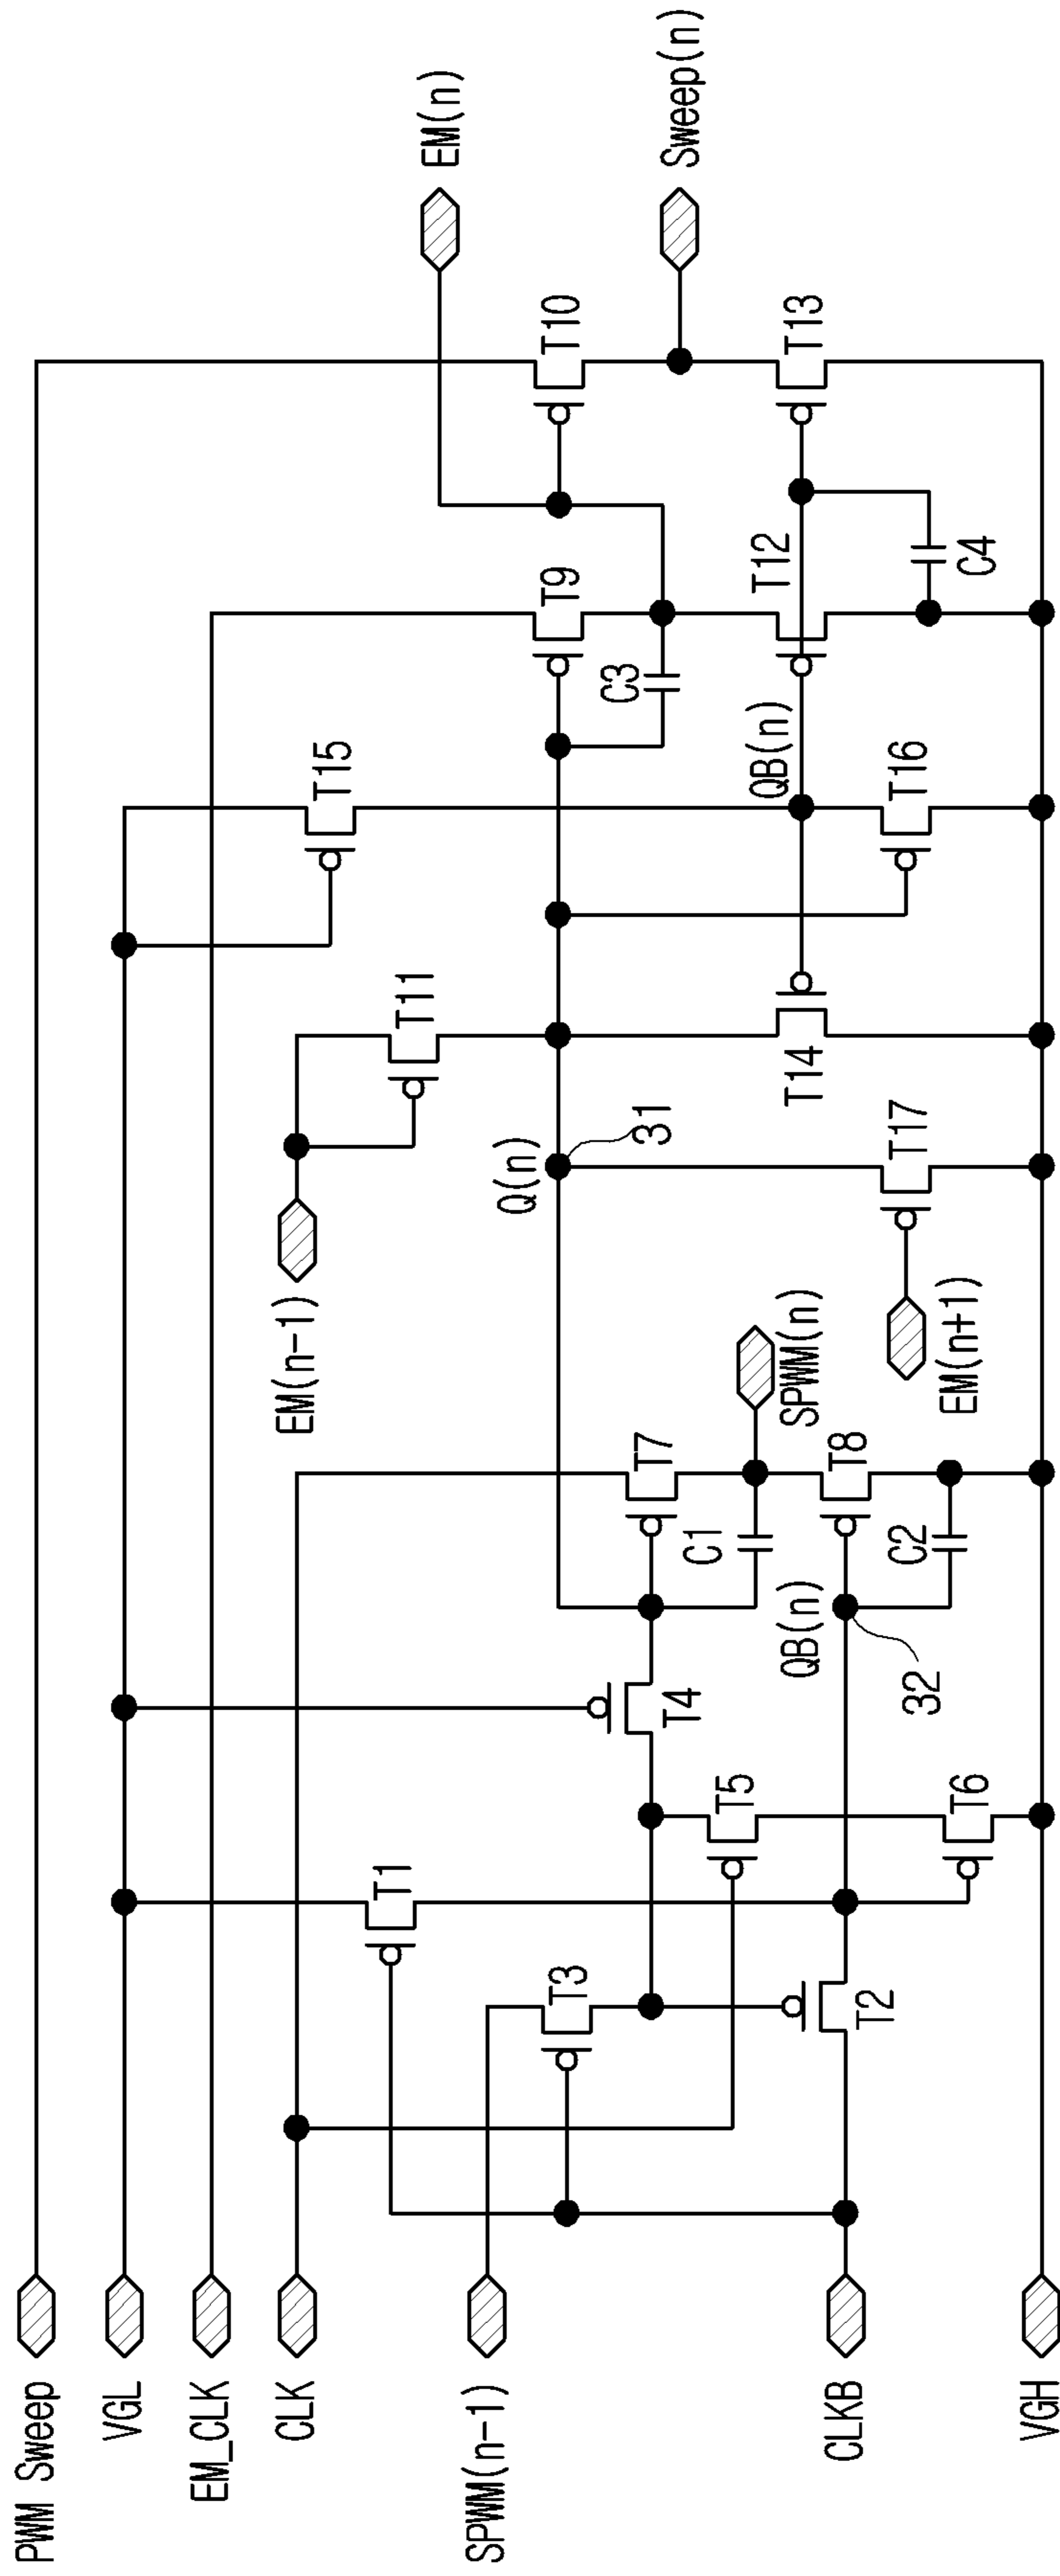 PWM Sweep
VGL
EM_CLK
CLK
SPWM(n-1)
CLKB
VGH
T1
T3
T2
T5
T6
T4
QB(n)
32
C1
C2
T7
T8
SPWM(n)
EM(n-1)
EM(n+1)
T17
Q(n)
31
T11
T14
T15
T16
QB(n)
C3
T9
T12
C4
T10
T13
EM(n)
Sweep(n)